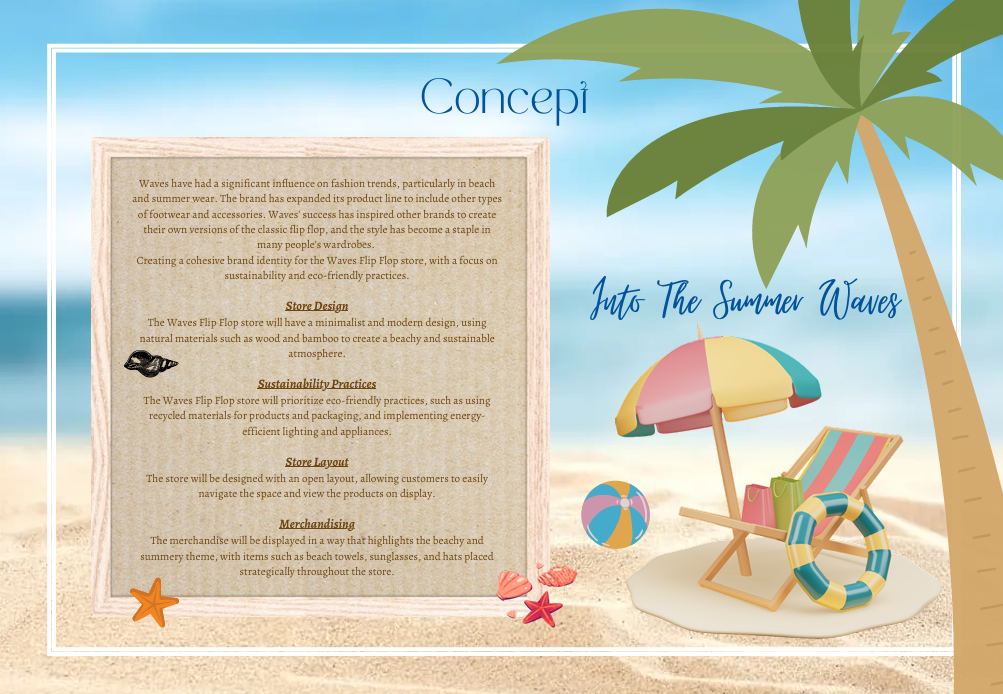 Concept
Waves have had a significant influence on fashion trends, particularly in beach
and summer wear. The brand has expanded its product line to include other types
of footwear and accessories. Waves' success has inspired other brands to create
their own versions of the classic flip flop, and the style has become a staple in
many people's wardrobes.
Creating a cohesive brand identity for the Waves Flip Flop store, with a focus on
sustainability and eco-friendly practices.
Store Design
The Waves Flip Flop store will have a minimalist and modern design, using
natural materials such as wood and bamboo to create a beachy and sustainable
atmosphere.
Sustainability Practices
The Waves Flip Flop store will prioritize eco-friendly practices, such as using
recycled materials for products and packaging, and implementing energy-
efficient lighting and appliances.
Store Layout
The store will be designed with an open layout, allowing customers to easily
navigate the space and view the products on display.
Merchandising
The merchandise will be displayed in a way that highlights the beachy and
summery theme, with items such as beach towels, sunglasses, and hats placed
strategically throughout the store.
Into The Summer Waves